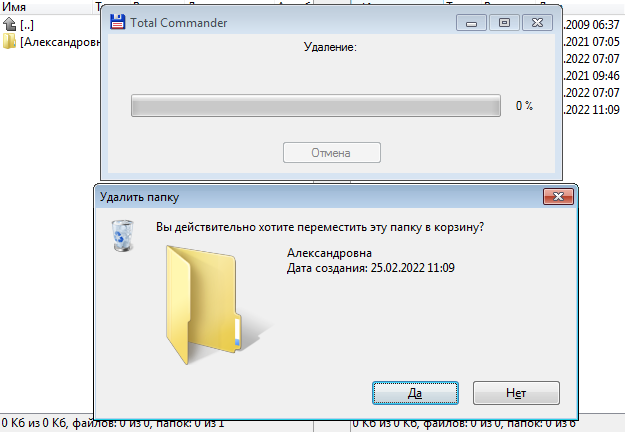 Имя
[..]
[Александровн
Total Commander
.2009 06:37
.2021 07:05
.2022 07:07
.2021 09:46
.2022 07:07
.2022 11:09
Удаление:
0 %
Отмена
Удалить папку
Вы действительно хотите переместить эту папку в корзину?
Александровна
Дата создания: 25.02.2022 11:09
Да
Нет
0 Кб из 0 Кб, файлов: 0 из 0, папок: 0 из 1
0 Кб из 0 Кб, файлов: 0 из 0, папок: 0 из 6